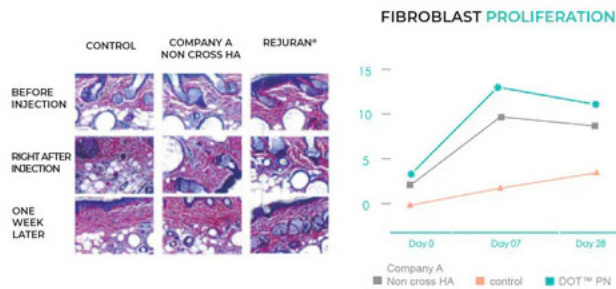 FIBROBLAST PROLIFERATION
CONTROL
COMPANY A
NON CROSS HA
REJURAN®
BEFORE
INJECTION
RIGHT AFTER
INJECTION
ONE
WEEK
LATER
15
10
5
0
Day 0
Day 07
Day 28
Company A
Non cross HA
control
DOT™ PN